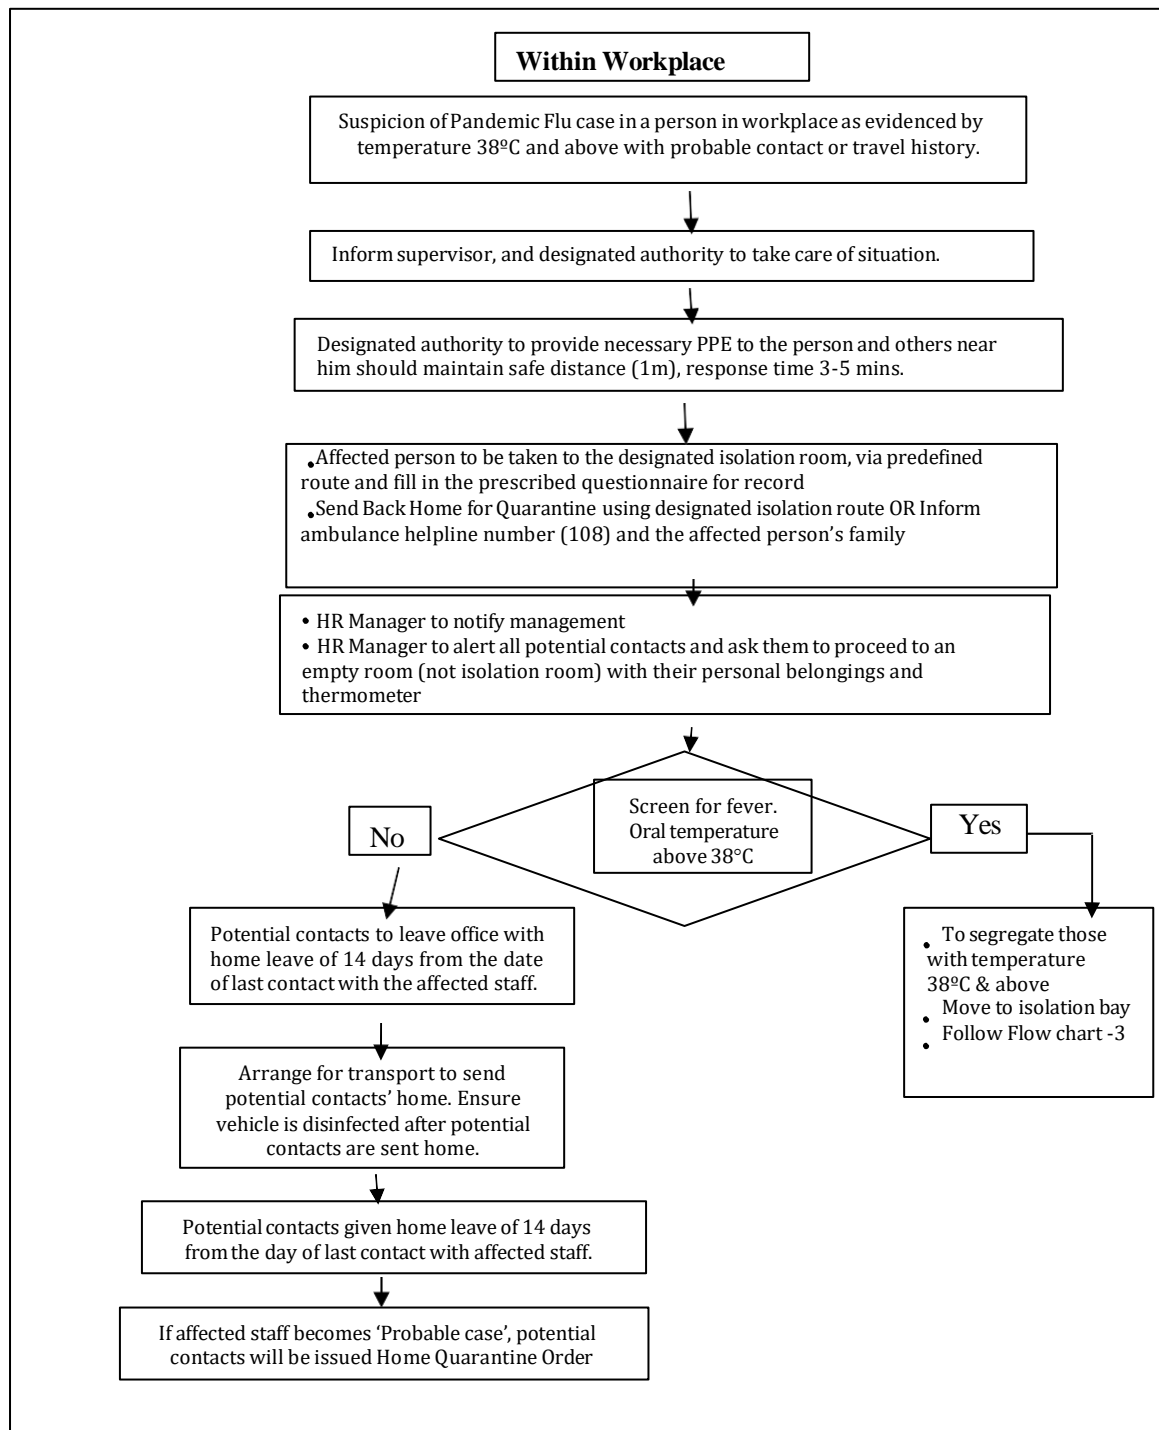 Within Workplace
Suspicion of Pandemic Flu case in a person in workplace as evidenced by
temperature 38ºC and above with probable contact or travel history.
Inform supervisor, and designated authority to take care of situation.
Designated authority to provide necessary PPE to the person and others near
him should maintain safe distance (1m), response time 3-5 mins.
• Affected person to be taken to the designated isolation room, via predefined
route and fill in the prescribed questionnaire for record
• Send Back Home for Quarantine using designated isolation route OR Inform
ambulance helpline number (108) and the affected person’s family
• HR Manager to notify management
• HR Manager to alert all potential contacts and ask them to proceed to an
empty room (not isolation room) with their personal belongings and
thermometer
Screen for fever.
Oral temperature
above 38°C
No
Yes
Potential contacts to leave office with
home leave of 14 days from the date
of last contact with the affected staff.
• To segregate those
with temperature
38ºC & above
• Move to isolation bay
• Follow Flow chart -3
Arrange for transport to send
potential contacts’ home. Ensure
vehicle is disinfected after potential
contacts are sent home.
Potential contacts given home leave of 14 days
from the day of last contact with affected staff.
If affected staff becomes ‘Probable case’, potential
contacts will be issued Home Quarantine Order